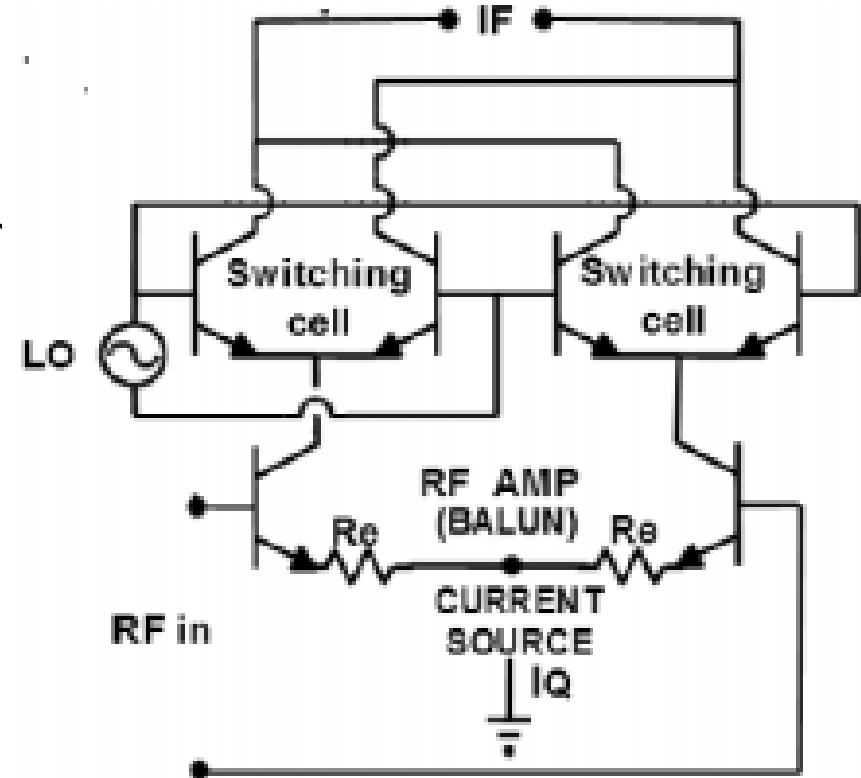 IF
Switching
cell
Switching
cell
LO
RF AMP
(BALUN)
Re
Re
CURRENT
SOURCE
IQ
RF in